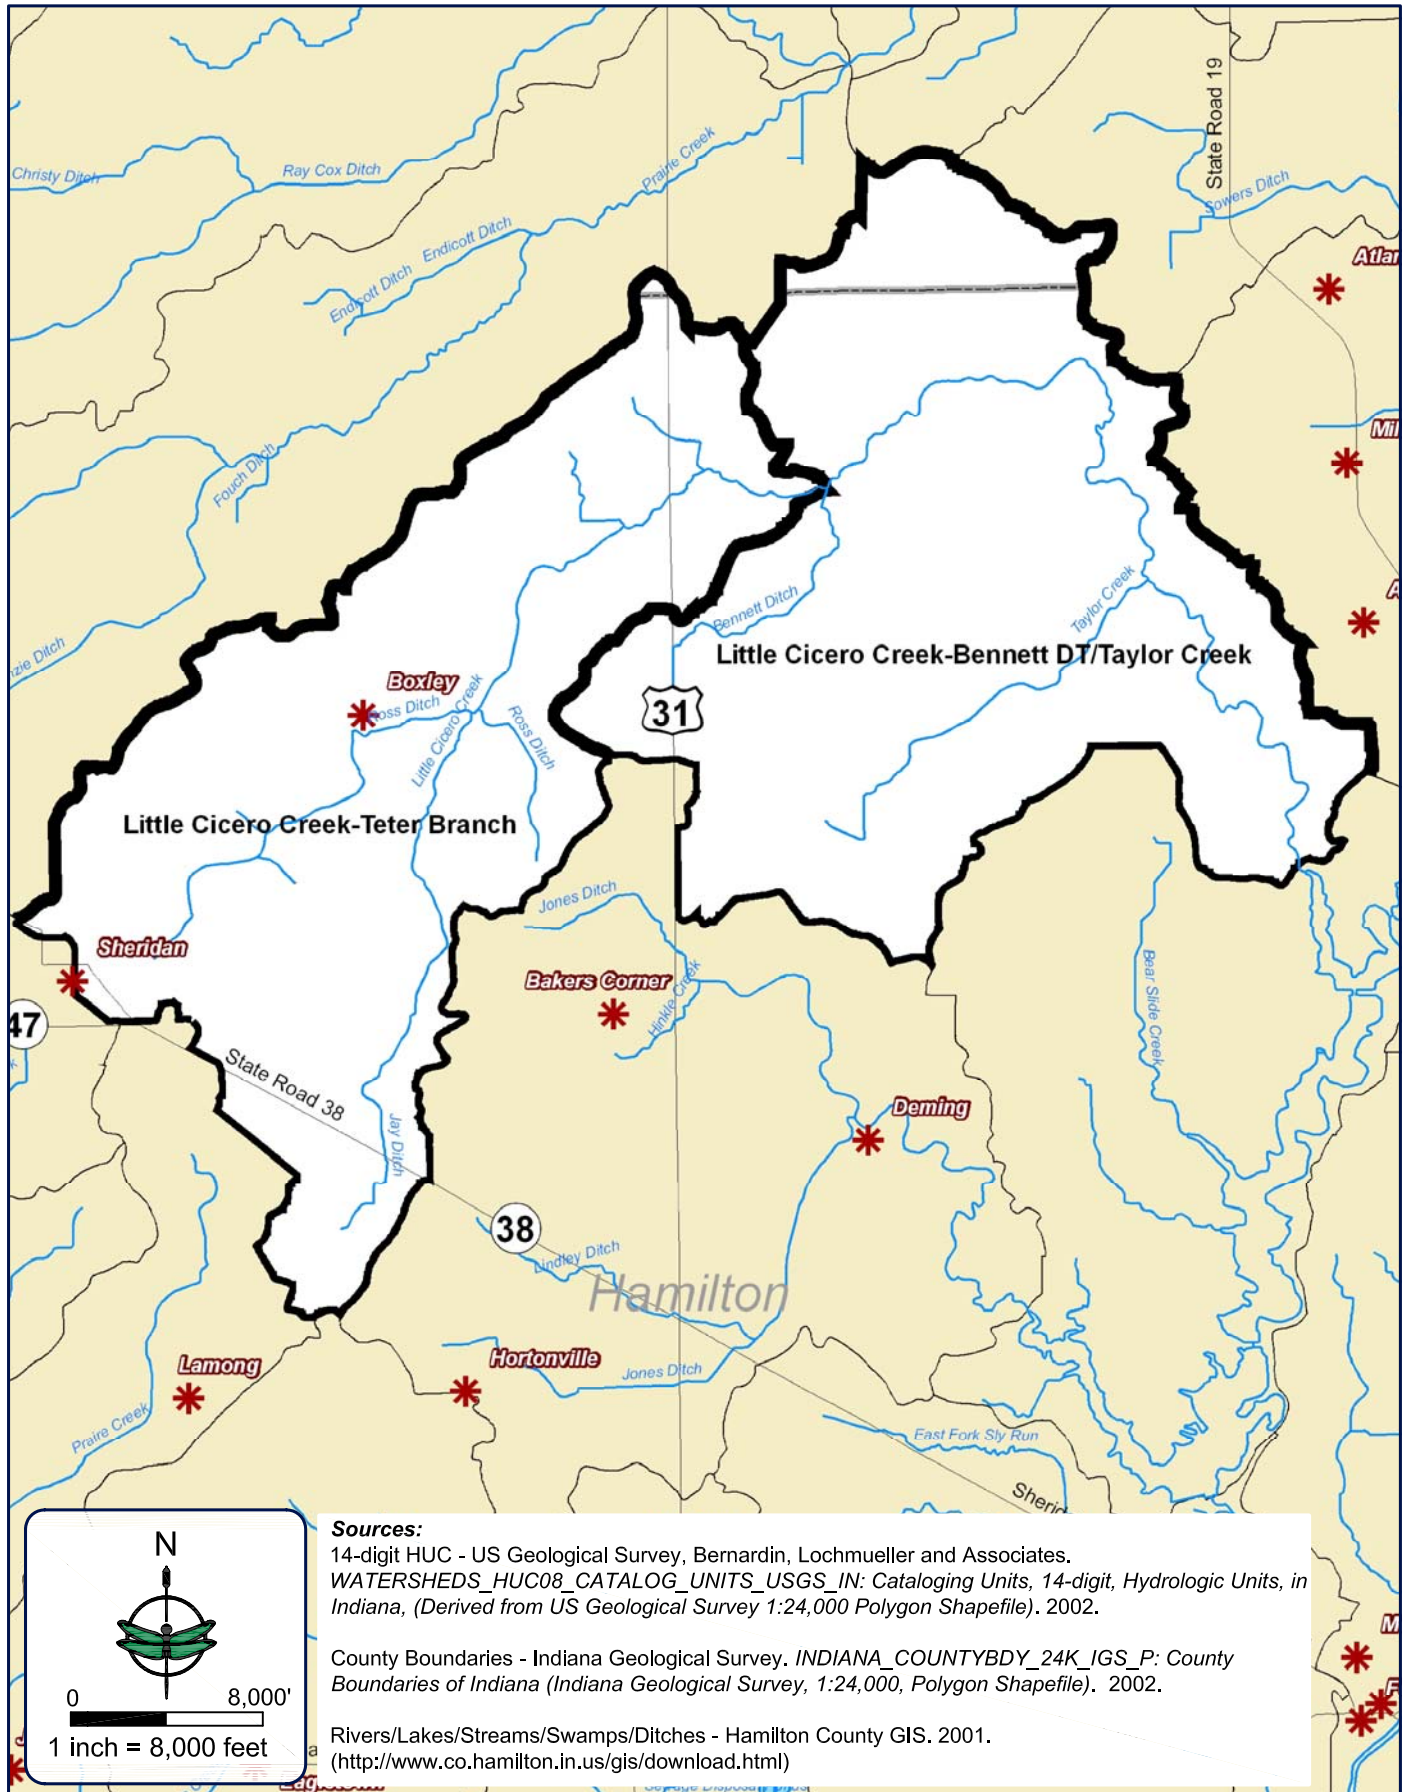 State Road 19
Christy Ditch
Ray Cox Ditch
Prairie Creek
Sowers Ditch
Endicott Ditch
Endicott Ditch
Atlan
Mil
Fouch Ditch
A
Taylor Creek
Bennett Ditch
zie Ditch
Little Cicero Creek-Bennett DT/Taylor Creek
Boxley
Ross Ditch
31
Little Cicero Creek
Ross Ditch
Little Cicero Creek-Teter Branch
Jones Ditch
Sheridan
Bakers Corner
Hinkle Creek
Bear Slide Creek
47
State Road 38
Deming
Jay Ditch
38
Lindley Ditch
Hamilton
Lamong
Hortonville
Jones Ditch
Praire Creek
East Fork Sly Run
Sherid
N
0 8,000'
1 inch = 8,000 feet
Sources:
14-digit HUC - US Geological Survey, Bernardin, Lochmueller and Associates.
WATERSHEDS_HUC08_CATALOG_UNITS_USGS_IN: Cataloging Units, 14-digit, Hydrologic Units, in
Indiana, (Derived from US Geological Survey 1:24,000 Polygon Shapefile). 2002.
County Boundaries - Indiana Geological Survey. INDIANA_COUNTYBDY_24K_IGS_P: County
Boundaries of Indiana (Indiana Geological Survey, 1:24,000, Polygon Shapefile). 2002.
Rivers/Lakes/Streams/Swamps/Ditches - Hamilton County GIS. 2001.
(http://www.co.hamilton.in.us/gis/download.html)
M
F
Eagletown